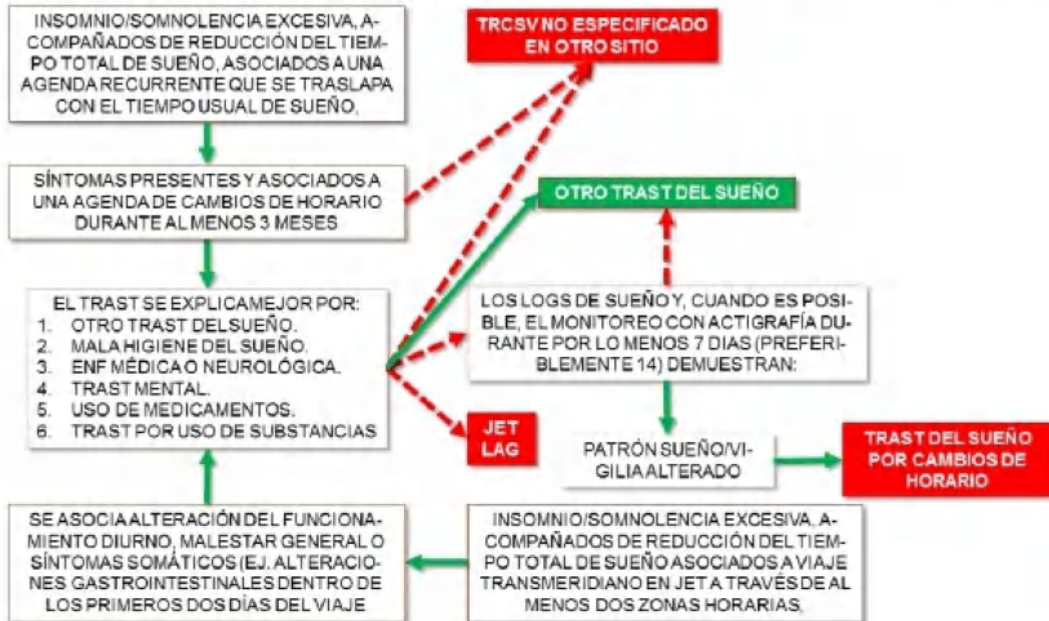 INSOMNIO/SOMNOLENCIA EXCESIVA, A-
COMPAÑADOS DE REDUCCIÓN DEL TIEM-
PO TOTAL DE SUEÑO, ASOCIADOS A UNA
AGENDA RECURRENTE QUE SE TRASLAPA
CON EL TIEMPO USUAL DE SUEÑO,
TRCSV NO ESPECIFICADO
EN OTRO SITIO
SÍNTOMAS PRESENTES Y ASOCIADOS A
UNA AGENDA DE CAMBIOS DE HORARIO
DURANTE AL MENOS 3 MESES
OTRO TRAST DEL SUEÑO
EL TRAST SE EXPLICAMEJOR POR:
1. OTRO TRAST DEL SUEÑO.
2. MALA HIGIENE DEL SUEÑO.
3. ENF MÉDICA O NEUROLÓGICA.
4. TRAST MENTAL.
5. USO DE MEDICAMENTOS.
6. TRAST POR USO DE SUBSTANCIAS
LOS LOGS DE SUEÑO Y, CUANDO ES POSI-
BLE, EL MONITOREO CON ACTIGRAFÍA DU-
RANTE POR LO MENOS 7 DIAS (PREFERI-
BLEMENTE 14) DEMUESTRAN:
JET
LAG
PATRÓN SUEÑO/VI-
GILIA ALTERADO
TRAST DEL SUEÑO
POR CAMBIOS DE
HORARIO
SE ASOCIA ALTERACIÓN DEL FUNCIONA-
MIENTO DIURNO, MALESTAR GENERAL O
SÍNTOMAS SOMÁTICOS (EJ. ALTERACIO-
NES GASTROINTESTINALES DENTRO DE
LOS PRIMEROS DOS DÍAS DEL VIAJE
INSOMNIO/SOMNOLENCIA EXCESIVA, A-
COMPAÑADOS DE REDUCCIÓN DEL TIEM-
PO TOTAL DE SUEÑO ASOCIADOS A VIAJE
TRANSMERIDIANO EN JET A TRAVÉS DE AL
MENOS DOS ZONAS HORARIAS,